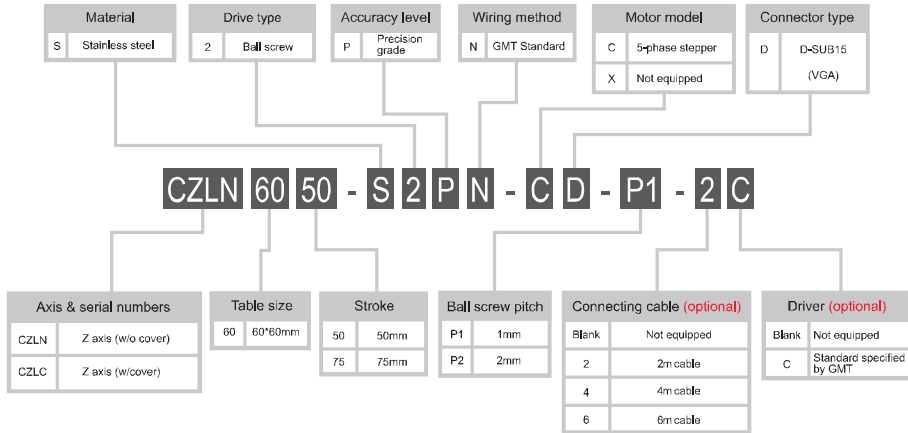 Material
S Stainless steel
Drive type
2 Ball screw
Accuracy level
P Precision grade
Wiring method
N GMT Standard
Motor model
C 5-phase stepper
X Not equipped
Connector type
D D-SUB15
(VGA)
CZLN 60 50 - S 2 P N - C D - P1 - 2 C
Axis & serial numbers
CZLN Z axis (w/o cover)
CZLC Z axis (w/cover)
Table size
60 60*60mm
Stroke
50 50mm
75 75mm
Ball screw pitch
P1 1mm
P2 2mm
Connecting cable (optional)
Blank Not equipped
2 2m cable
4 4m cable
6 6m cable
Driver (optional)
Blank Not equipped
C Standard specified
by GMT